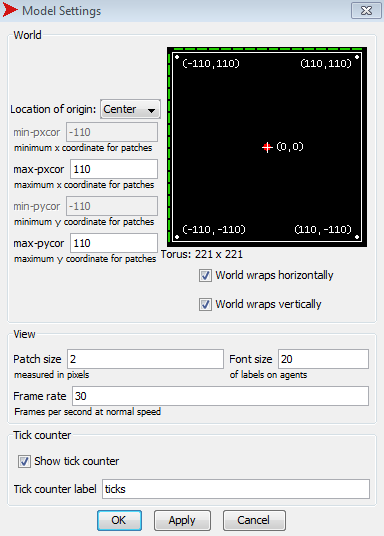 Model Settings
World
(-110,110) (110,110)
Location of origin: Center
min-pxcor -110
minimum x coordinate for patches
(0,0)
max-pxcor 110
maximum x coordinate for patches
min-pycor -110
minimum y coordinate for patches
(-110,-110) (110,-110)
max-pycor 110
maximum y coordinate for patches
Torus: 221 x 221
World wraps horizontally
World wraps vertically
View
Patch size 2 Font size 20
measured in pixels of labels on agents
Frame rate 30
Frames per second at normal speed
Tick counter
Show tick counter
Tick counter label ticks
OK Apply Cancel